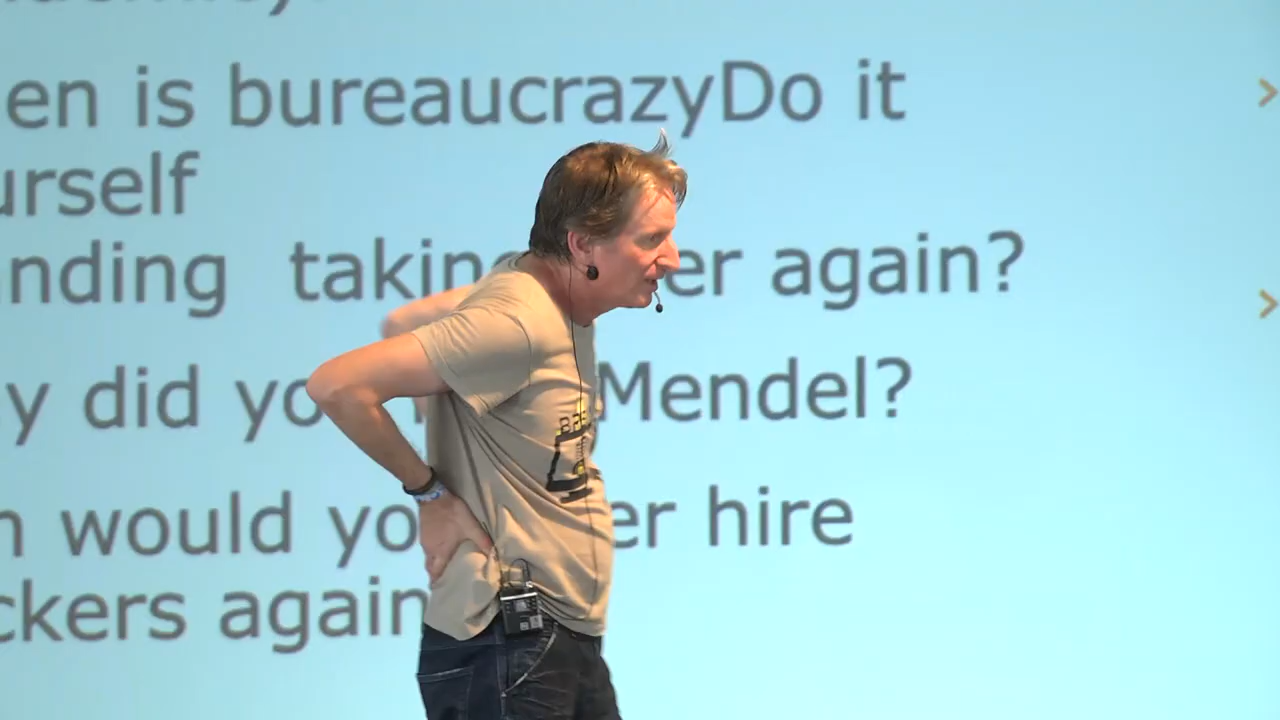 en is bureaucrazyDo it
urself
nding taking er again?
y did yo Mendel?
n would yo er hire
ckers again